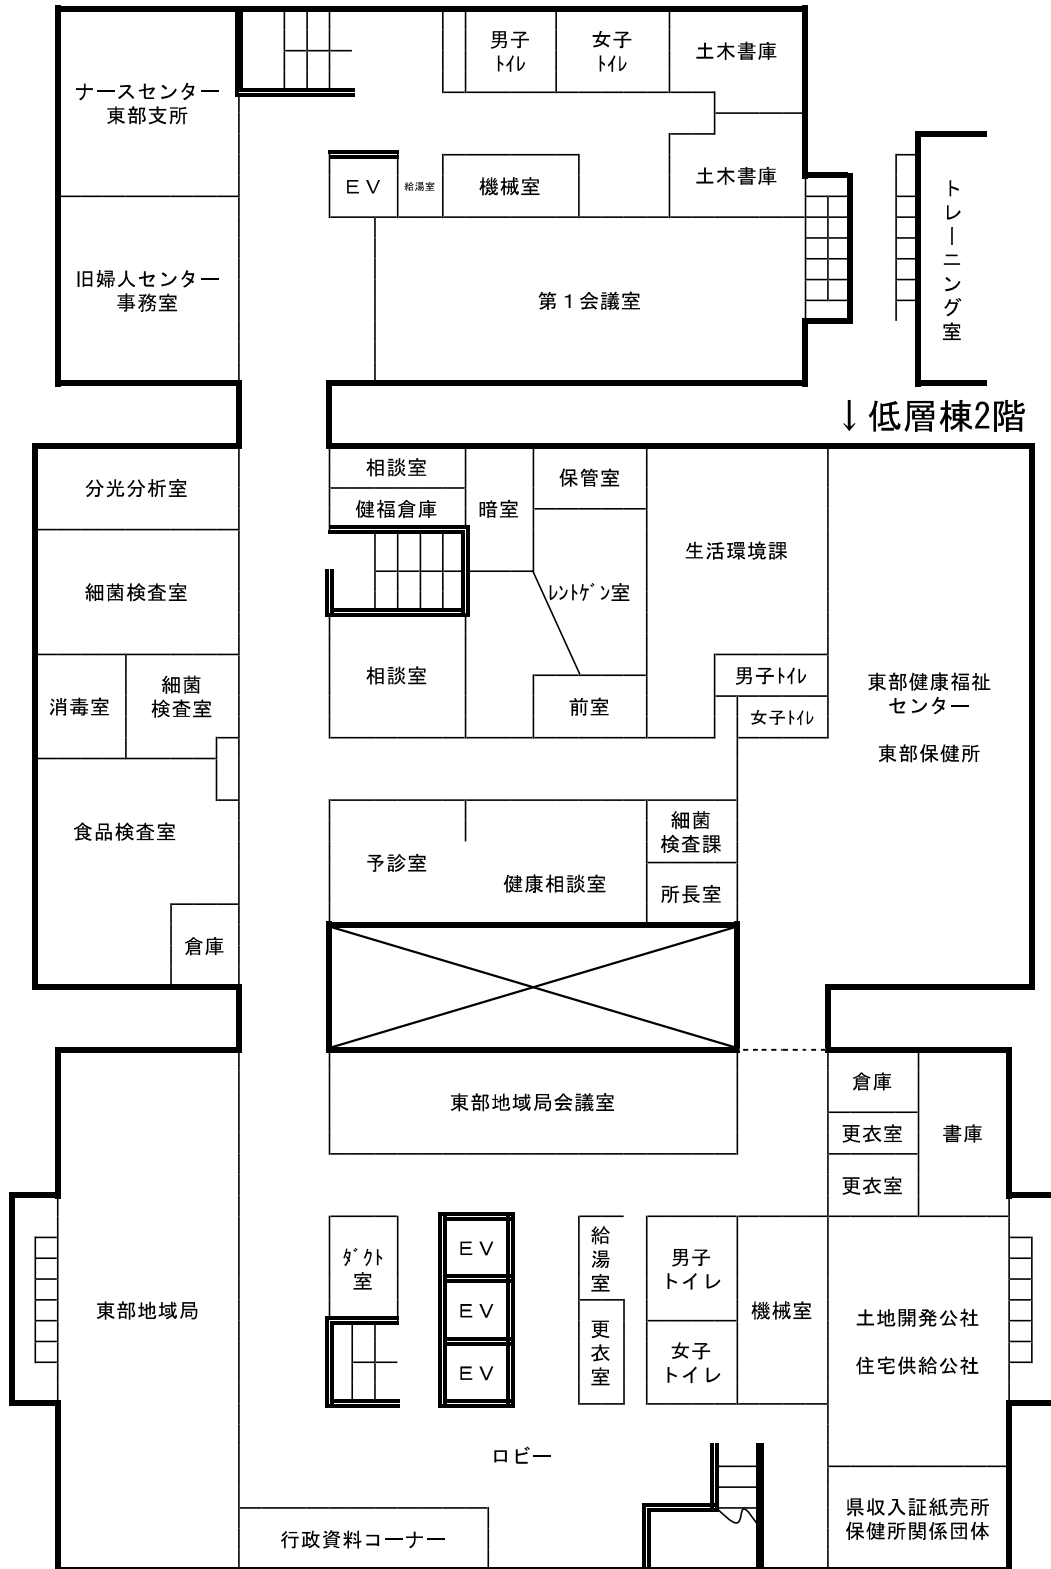 男子
トイレ
女子
トイレ
土木書庫
ナースセンター
東部支所
EV
給湯室
機械室
土木書庫
トレーニング室
旧婦人センター
事務室
第1会議室
↓低層棟2階
相談室
分光分析室
健福倉庫
暗室
保管室
生活環境課
細菌検査室
レントゲン室
相談室
消毒室
細菌
検査室
前室
男子トイレ
女子トイレ
東部健康福祉
センター
東部保健所
食品検査室
予診室
健康相談室
細菌
検査課
所長室
倉庫
東部地域局会議室
倉庫
更衣室
書庫
更衣室
ダクト
室
EV
EV
EV
給湯室
更衣室
男子
トイレ
女子
トイレ
機械室
東部地域局
土地開発公社
住宅供給公社
ロビー
行政資料コーナー
県収入証紙売所
保健所関係団体